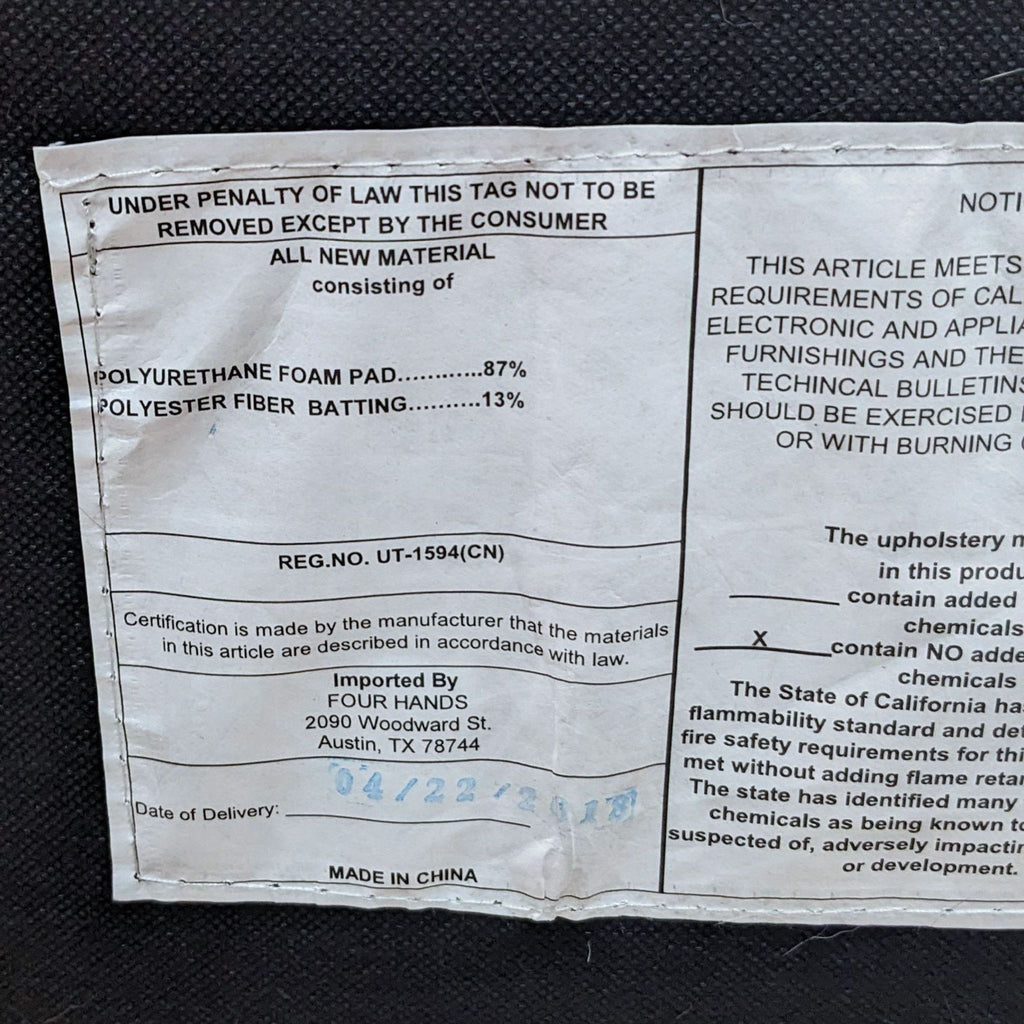 UNDER PENALTY OF LAW THIS TAG NOT TO BE
REMOVED EXCEPT BY THE CONSUMER
ALL NEW MATERIAL
consisting of
POLYURETHANE FOAM PAD............87%
POLYESTER FIBER BATTING..........13%
REG.NO. UT-1594(CN)
Certification is made by the manufacturer that the materials
in this article are described in accordance with law.
Imported By
FOUR HANDS
2090 Woodward St.
Austin, TX 78744
04/22/2018
Date of Delivery:
MADE IN CHINA
NOTI
THIS ARTICLE MEETS
REQUIREMENTS OF CAL
ELECTRONIC AND APPLIA
FURNISHINGS AND THE
TECHINCAL BULLETINS
SHOULD BE EXERCISED
OR WITH BURNING
The upholstery m
in this produ
contain added
chemicals
X contain NO adde
chemicals
The State of California ha
flammability standard and det
fire safety requirements for thi
met without adding flame retar
The state has identified many
chemicals as being known to
suspected of, adversely impactin
or development.